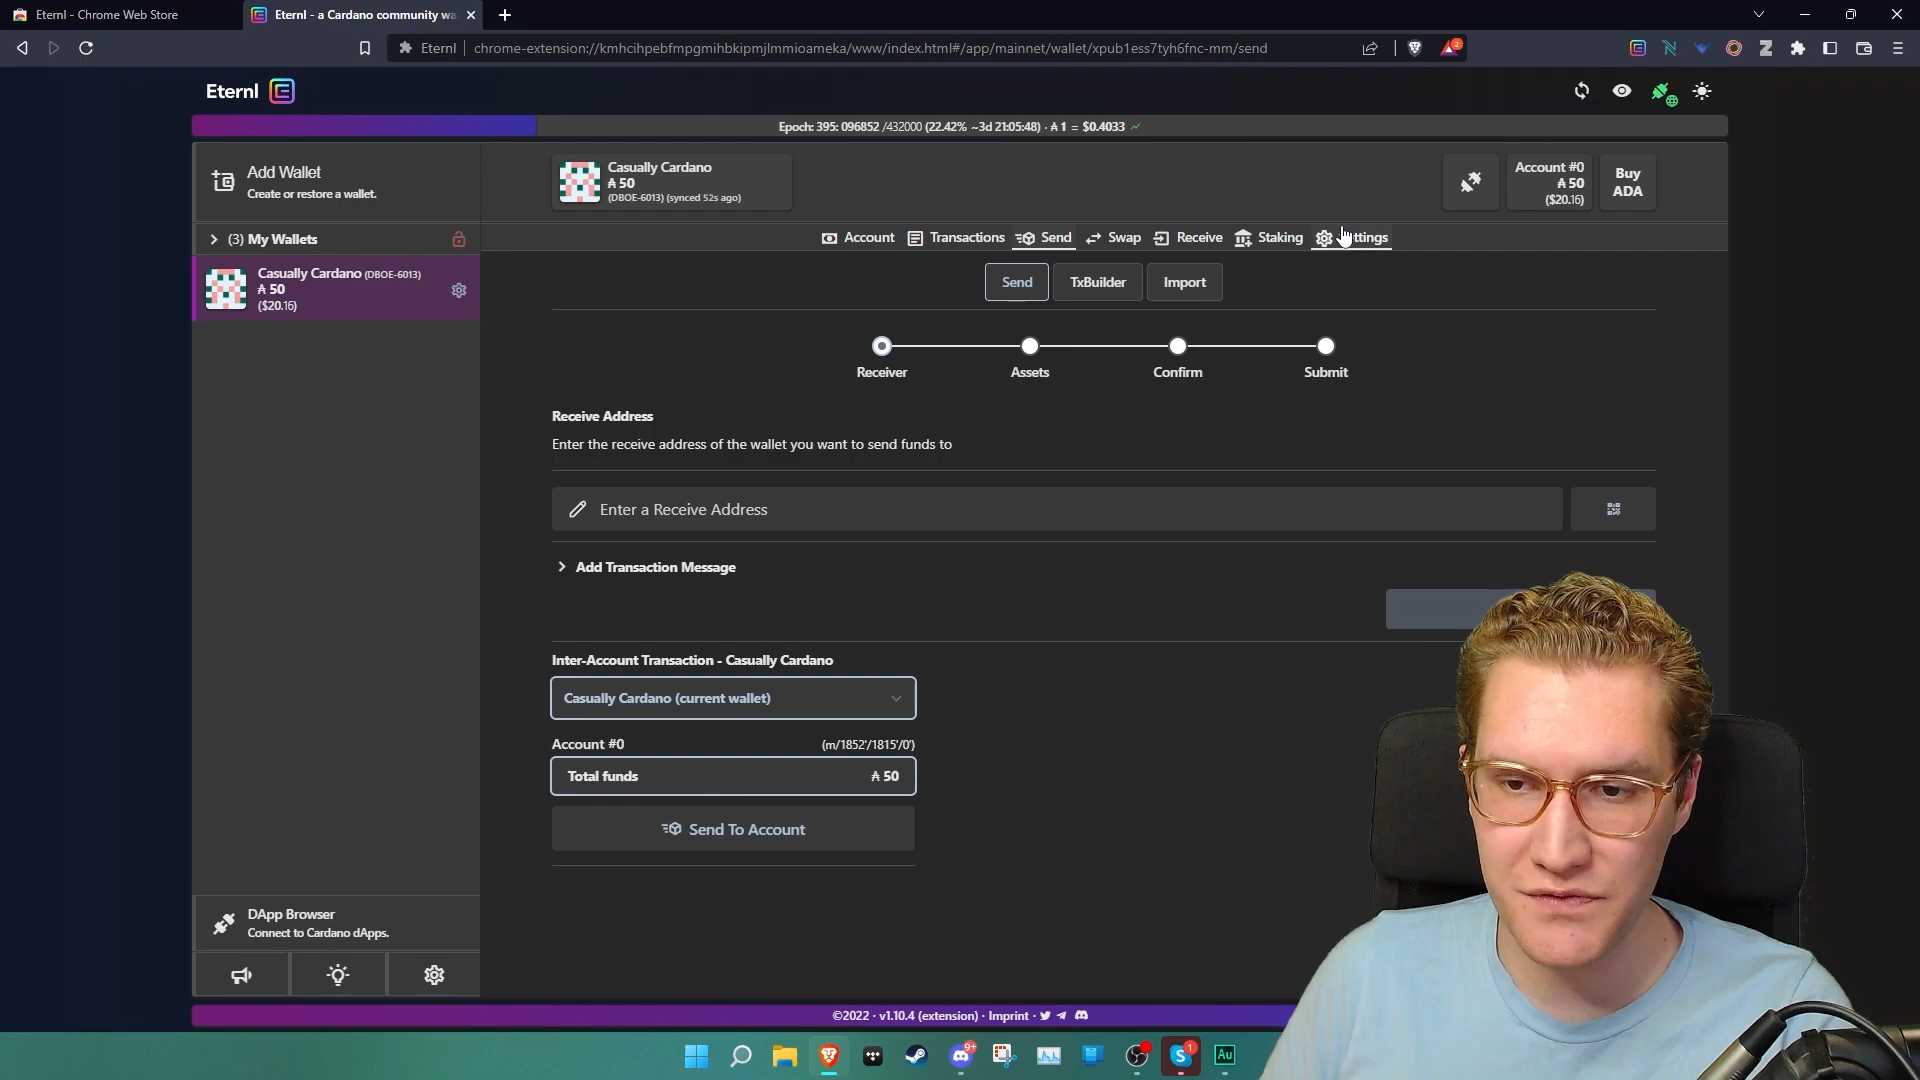 Eternl - Chrome Web Store
Eternl - a Cardano community wa
Eternl
chrome-extension://kmhcihpebfmpgmihbkipmjlmmioameka/www/index.html#/app/mainnet/wallet/xpub1ess7tyh6fnc-mm/send
2
Eternl
Epoch: 395: 096852 /432000 (22.42% ~3d 21:05:48) · ₳ 1 = $0.4033
Add Wallet
Create or restore a wallet.
Casually Cardano
₳ 50
(DBOE-6013) (synced 52s ago)
Account #0
₳ 50
($20.16)
Buy
ADA
(3) My Wallets
Account
Transactions
Send
Swap
Receive
Staking
ttings
Casually Cardano (DBOE-6013)
₳ 50
($20.16)
Send
TxBuilder
Import
Receiver
Assets
Confirm
Submit
Receive Address
Enter the receive address of the wallet you want to send funds to
Enter a Receive Address
Add Transaction Message
Inter-Account Transaction - Casually Cardano
Casually Cardano (current wallet)
Account #0
(m/1852'/1815'/0')
Total funds
₳ 50
Send To Account
DApp Browser
Connect to Cardano dApps.
©2022 · v1.10.4 (extension) · Imprint ·
9+
1
Au